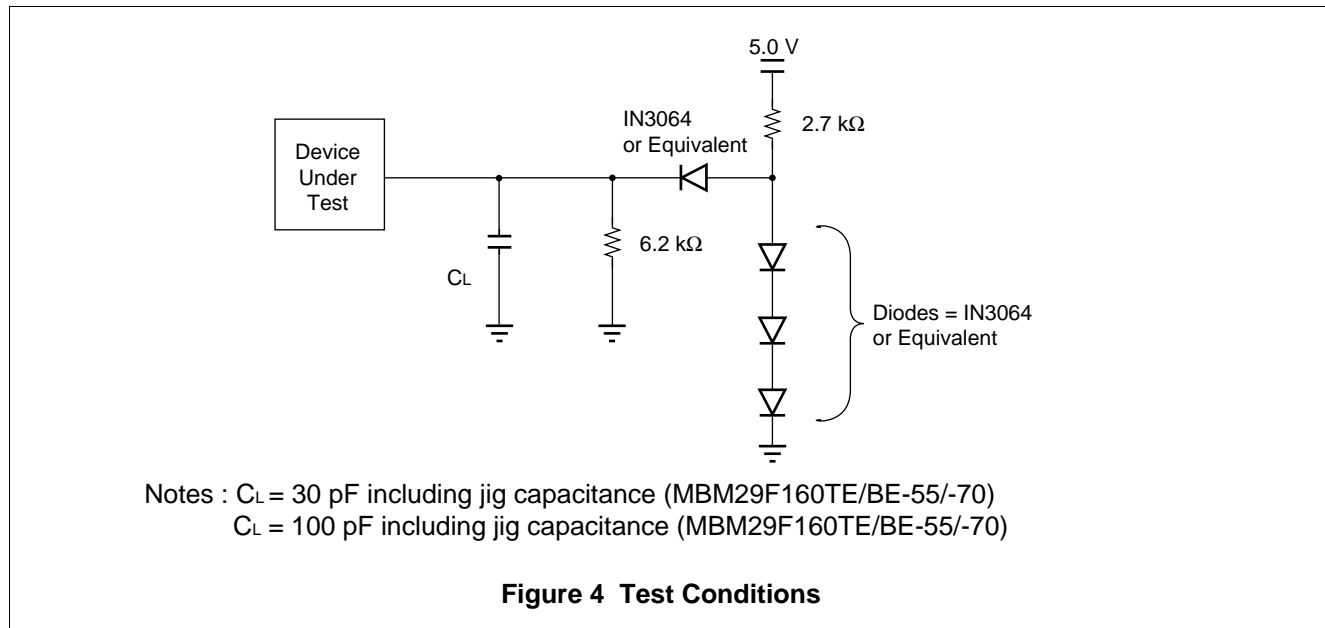 5.0 V
2.7 kΩ
IN3064
or Equivalent
Device
Under
Test
6.2 kΩ
CL
Diodes = IN3064
or Equivalent
Notes : CL = 30 pF including jig capacitance (MBM29F160TE/BE-55/-70)
CL = 100 pF including jig capacitance (MBM29F160TE/BE-55/-70)
Figure 4 Test Conditions